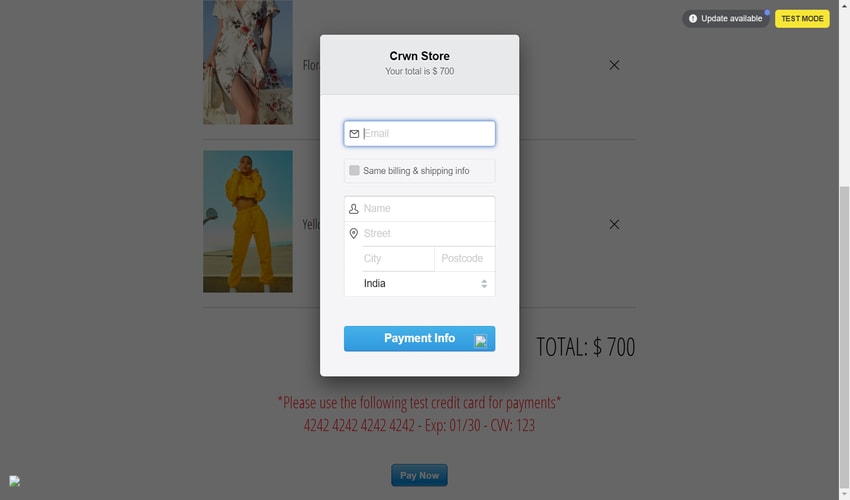 Update available
TEST MODE
Crwn Store
Your total is $ 700
Email
Same billing & shipping info
Name
Street
City
Postcode
India
Payment Info
TOTAL: $ 700
*Please use the following test credit card for payments*
4242 4242 4242 4242 - Exp: 01/30 - CVV: 123
Pay Now